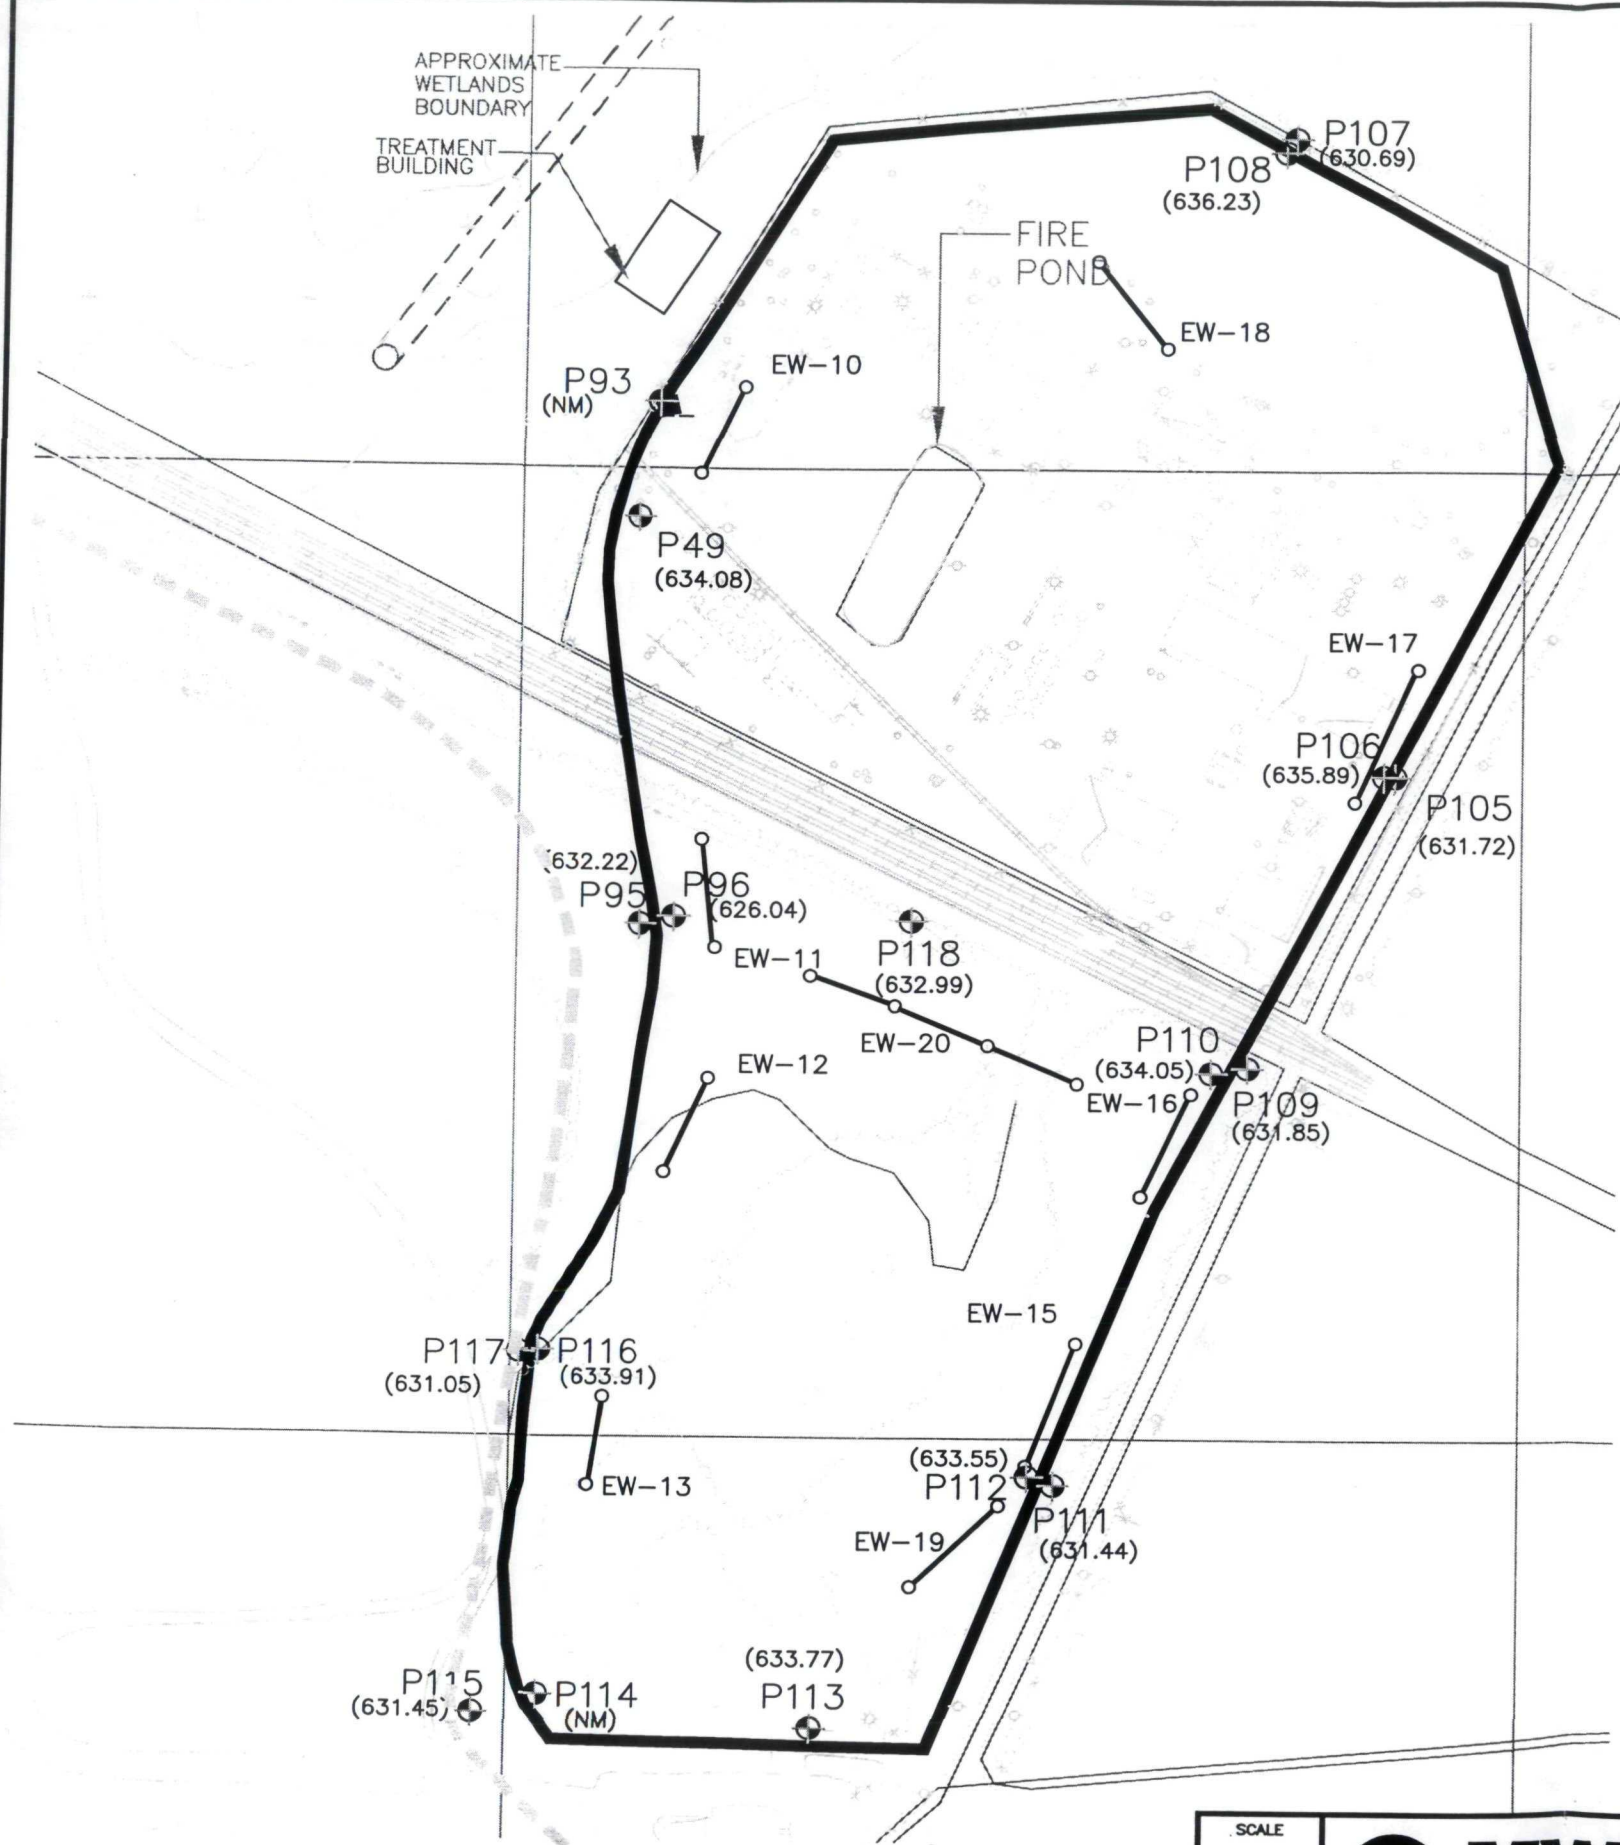 APPROXIMATE
WETLANDS
BOUNDARY
TREATMENT
BUILDING
P107
(630.69)
P108
(636.23)
FIRE
POND
EW-18
EW-10
P93
(NM)
P49
(634.08)
EW-17
P106
(635.89)
P105
(631.72)
(632.22)
P95
P96
(626.04)
EW-11
P118
(632.99)
EW-20
P110
(634.05)
EW-16
P109
(631.85)
EW-12
EW-15
P117
(631.05)
P116
(633.91)
EW-13
(633.55)
P112
P111
(631.44)
EW-19
(633.77)
P113
P115
(631.45)
P114
(NM)
SCALE